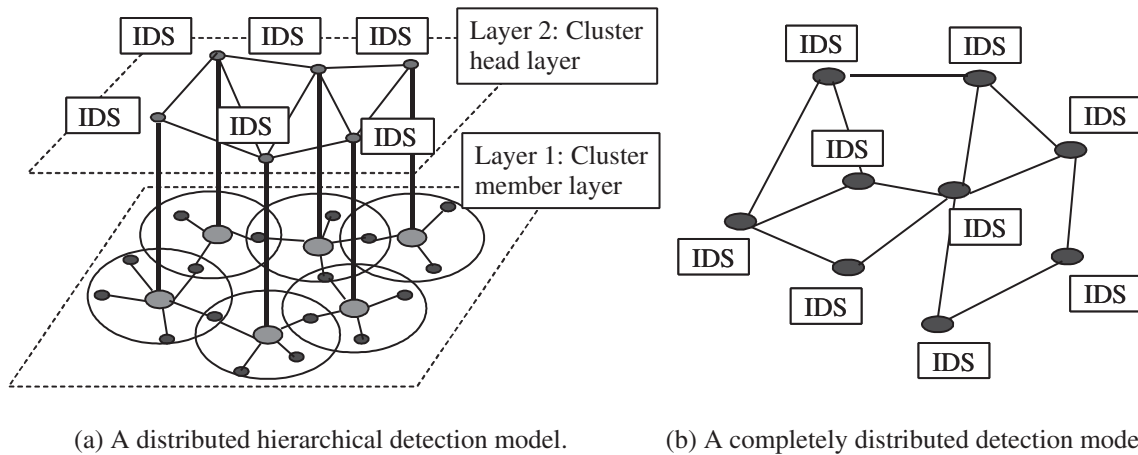 IDS
IDS
IDS
Layer 2: Cluster
head layer
IDS
IDS
IDS
Layer 1: Cluster
member layer
IDS
IDS
IDS
IDS
IDS
IDS
IDS
IDS
IDS
(a) A distributed hierarchical detection model.
(b) A completely distributed detection mode